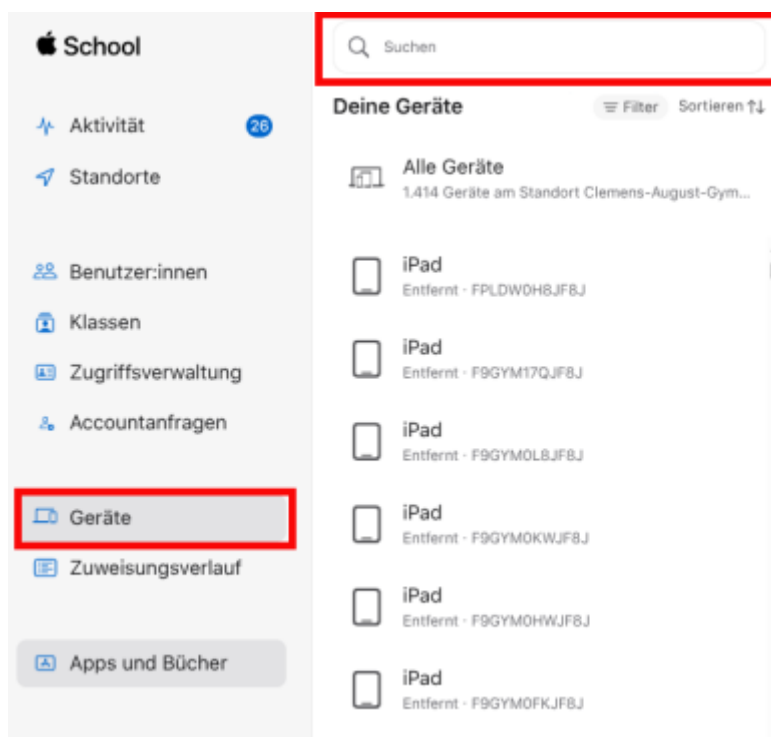 School
Aktivität
26
Standorte
Benutzer:innen
Klassen
Zugriffsverwaltung
Accountanfragen
Geräte
Zuweisungsverlauf
Apps und Bücher
Suchen
Deine Geräte
Filter
Sortieren ↑↓
Alle Geräte
1.414 Geräte am Standort Clemens-August-Gym...
iPad
Entfernt · FPLDW0H8JF8J
iPad
Entfernt · F9GYM17QJF8J
iPad
Entfernt · F9GYM0L8JF8J
iPad
Entfernt · F9GYM0KWJF8J
iPad
Entfernt · F9GYM0HWJF8J
iPad
Entfernt · F9GYM0FKJF8J